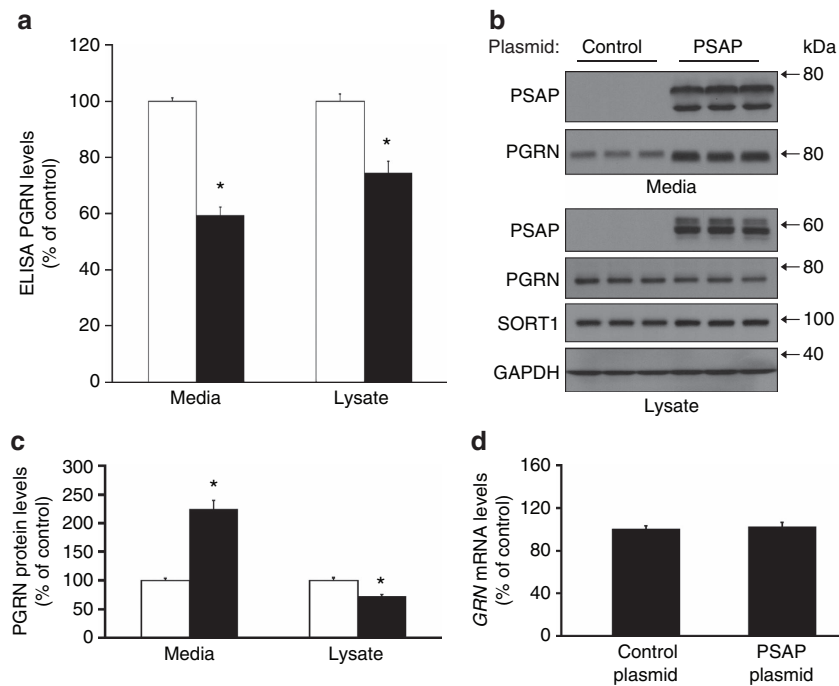 a
120
100
80
60
40
20
0
ELISA PGRN levels
(% of control)
*
*
Media
Lysate
b
Plasmid: Control PSAP kDa
PSAP
80
PGRN
80
Media
PSAP
60
PGRN
80
SORT1
100
GAPDH
40
Lysate
c
300
250
200
150
100
50
0
PGRN protein levels
(% of control)
*
*
Media
Lysate
d
160
120
80
40
0
GRN mRNA levels
(% of control)
Control
plasmid
PSAP
plasmid